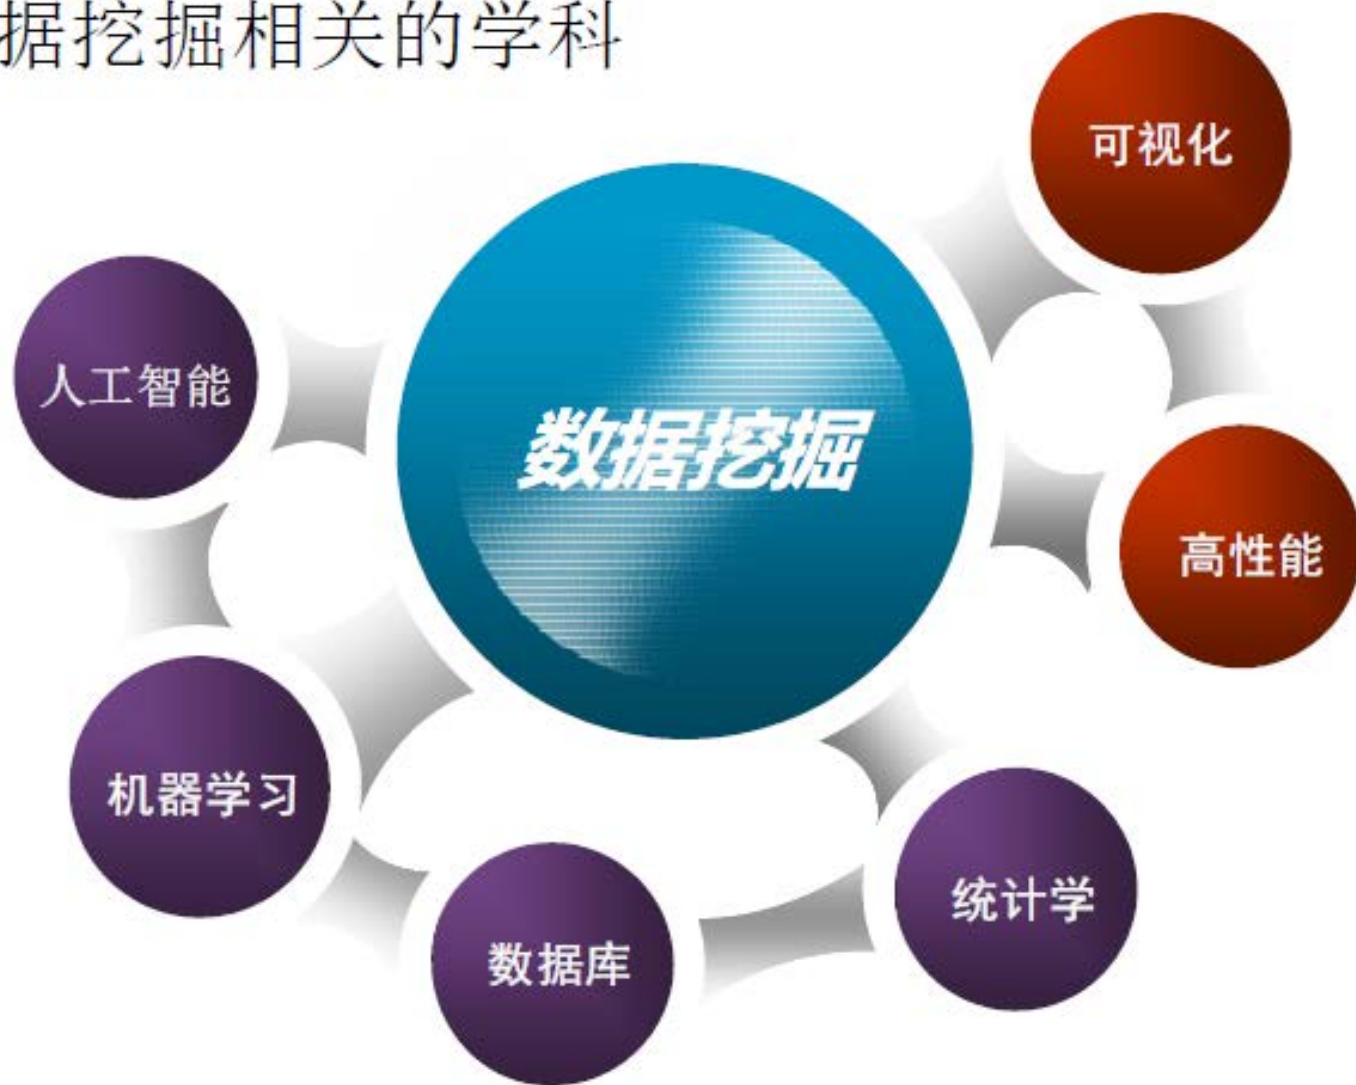 据挖掘相关的学科
可视化
人工智能
数据挖掘
高性能
机器学习
统计学
数据库